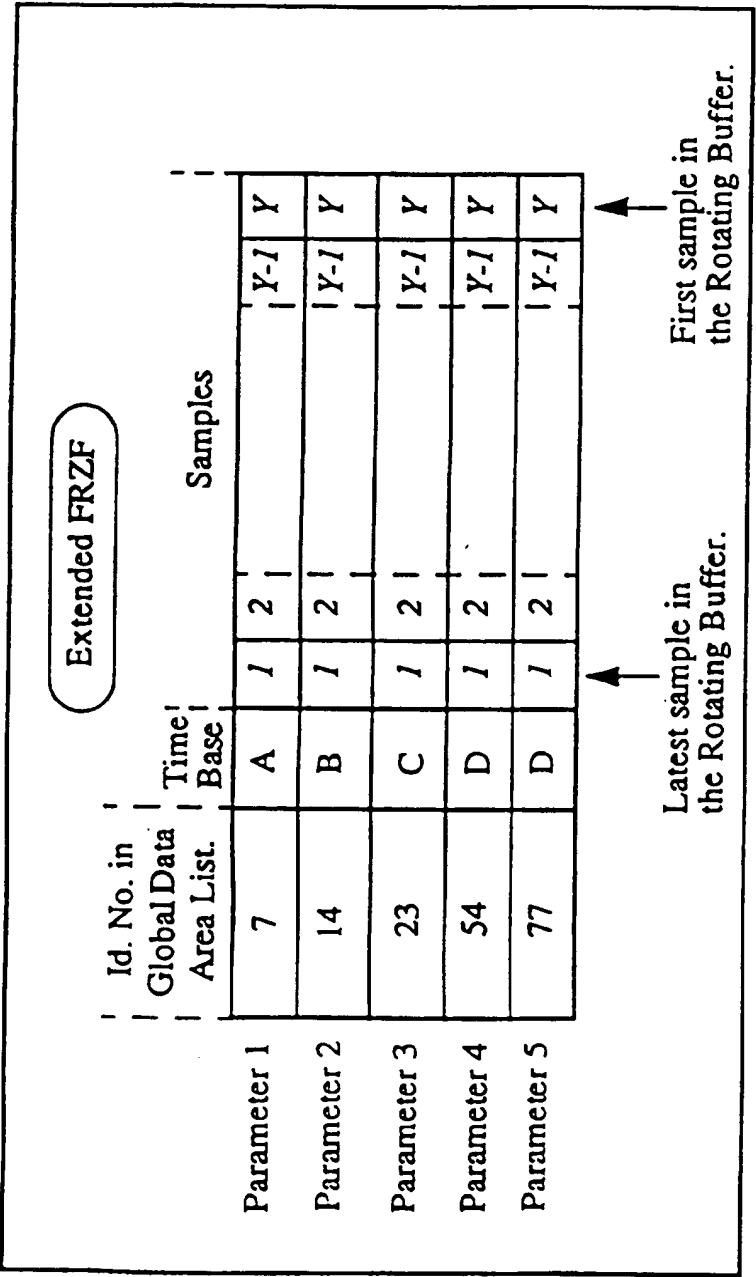 Extended FRZF
Id. No. in
Global Data
Area List.
Time
Base
Samples
Parameter 1 7 A 1 2 Y-1 Y
Parameter 2 14 B 1 2 Y-1 Y
Parameter 3 23 C 1 2 Y-1 Y
Parameter 4 54 D 1 2 Y-1 Y
Parameter 5 77 D 1 2 Y-1 Y
Latest sample in
the Rotating Buffer.
First sample in
the Rotating Buffer.